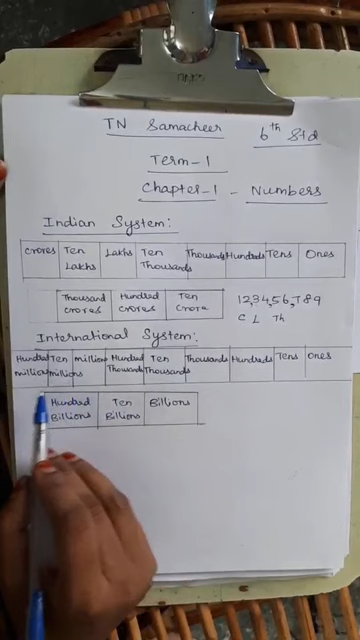 TN Samacheer 6th Std
Term-1
Chapter-1 - Numbers
Indian System:
Crores Ten Lakhs Lakhs Ten Thousands Thousands Hundreds Tens Ones
Thousand crores Hundred crores Ten Crore 12,34,56,789
C L Th
International System:
Hundred millions Ten millions millions Hundred Thousands Ten Thousands Thousands Hundreds Tens Ones
Hundred Billions Ten Billions Billions